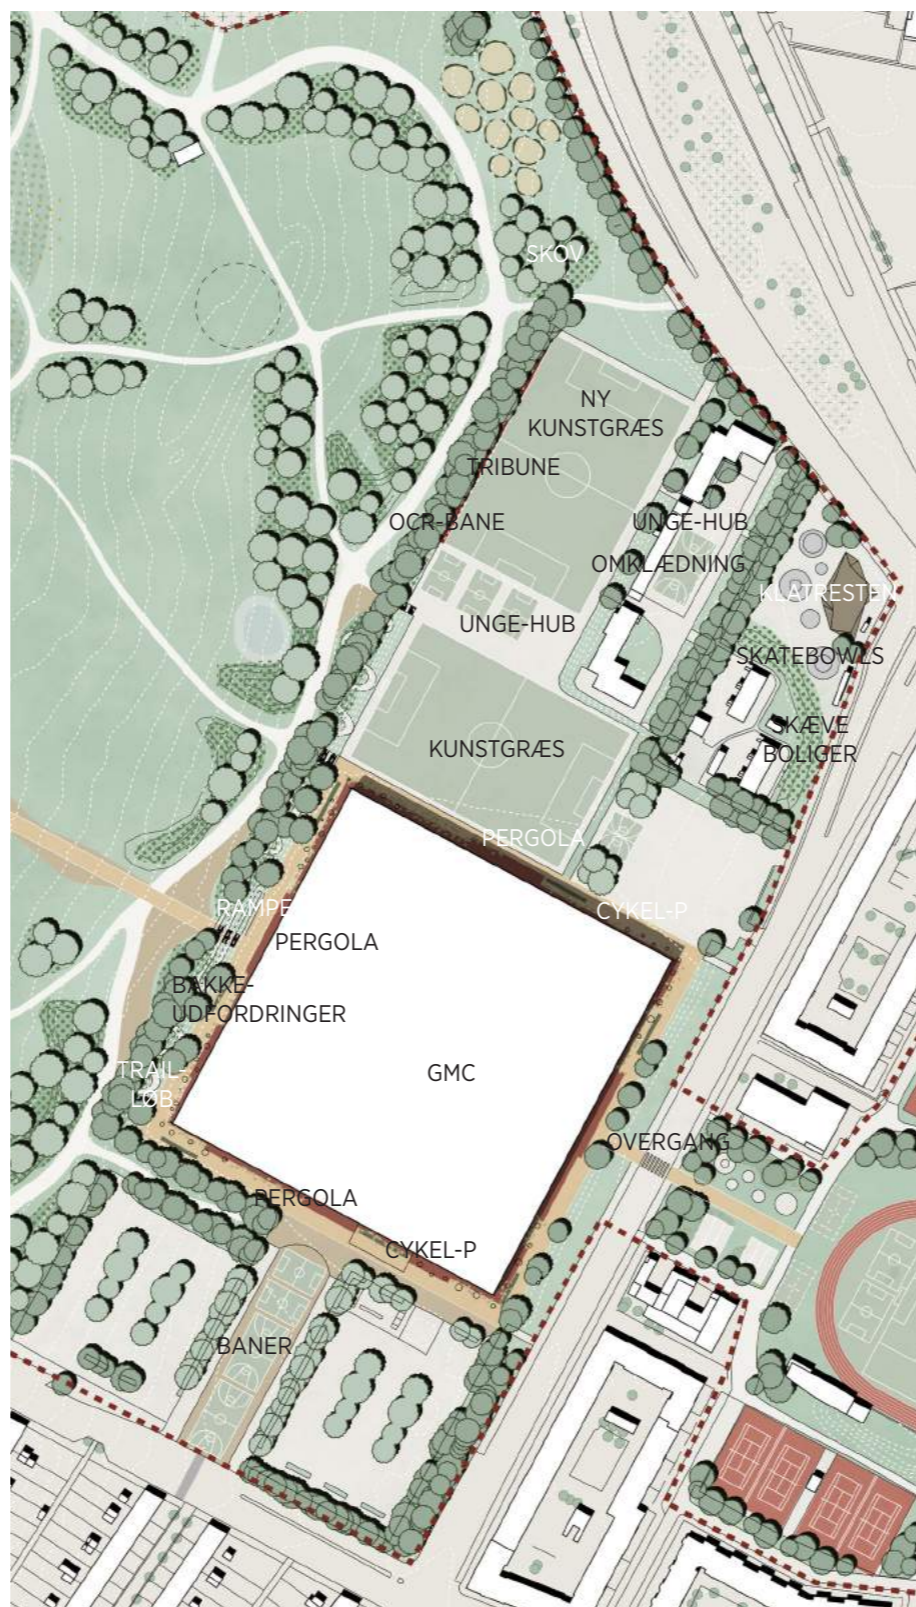 SKOV
NY
KUNSTGRÆS
TRIBUNE
OCR-BANE
UNGE-HUB
OMKLÆDNING
KLATRESTEN
UNGE-HUB
SKATEBOWLS
SKÆVE
BOLIGER
KUNSTGRÆS
PERGOLA
RAMPE
CYKEL-P
PERGOLA
BAKKE-
UDFORDRINGER
TRAIL-
LØB
GMC
OVERGANG
PERGOLA
CYKEL-P
BANER